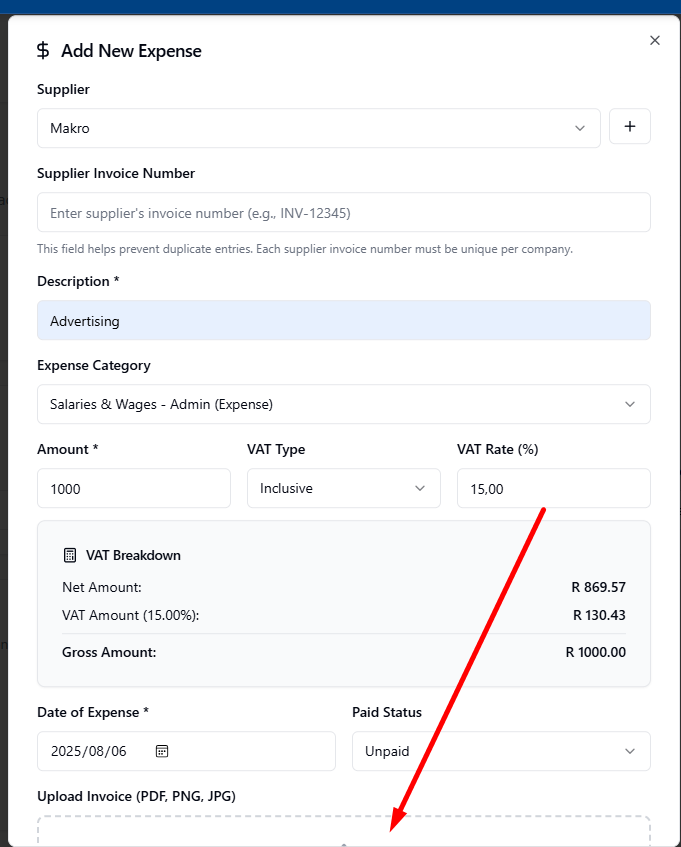 $ Add New Expense
Supplier
Makro
Supplier Invoice Number
Enter supplier's invoice number (e.g., INV-12345)
This field helps prevent duplicate entries. Each supplier invoice number must be unique per company.
Description *
Advertising
Expense Category
Salaries & Wages - Admin (Expense)
Amount * VAT Type VAT Rate (%)
1000 Inclusive 15,00
VAT Breakdown
Net Amount: R 869.57
VAT Amount (15.00%): R 130.43
Gross Amount: R 1000.00
Date of Expense * Paid Status
2025/08/06 Unpaid
Upload Invoice (PDF, PNG, JPG)